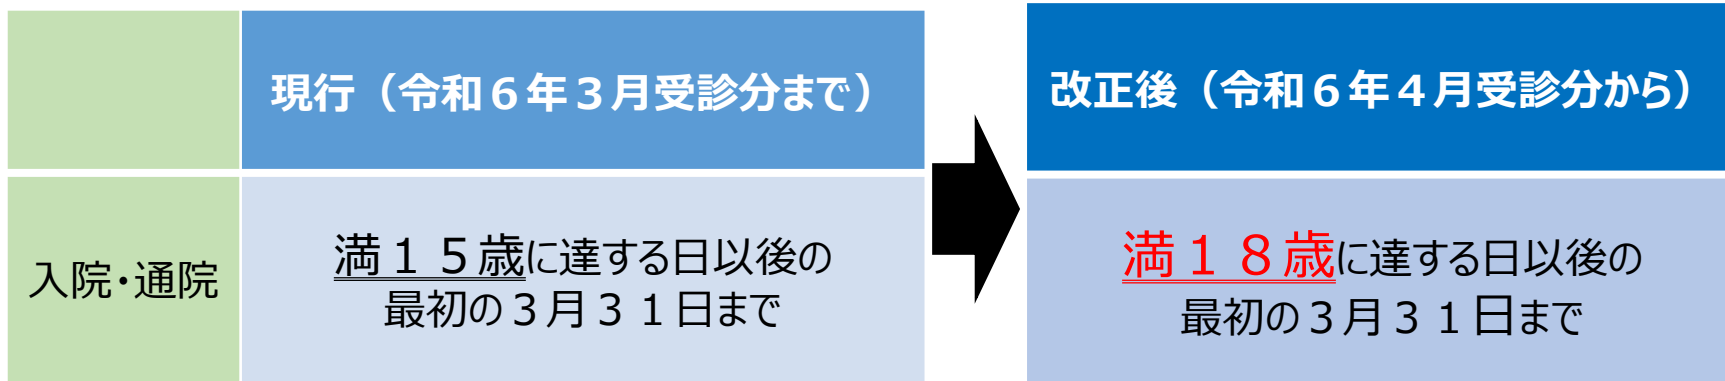 現行（令和６年３月受診分まで）
改正後（令和６年４月受診分から）
入院・通院
満１５歳に達する日以後の
最初の３月３１日まで
満１８歳に達する日以後の
最初の３月３１日まで